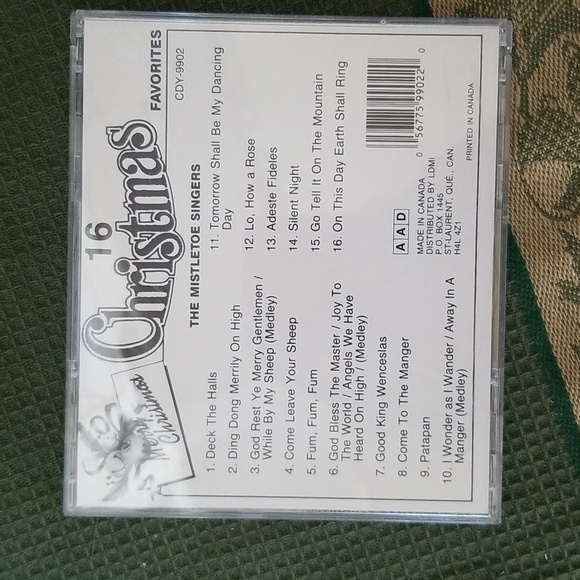 Merry
Christmas
16
Christmas
FAVORITES
CDY-9902
THE MISTLETOE SINGERS
1. Deck The Halls
2. Ding Dong Merrily On High
3. God Rest Ye Merry Gentlemen /
While By My Sheep (Medley)
4. Come Leave Your Sheep
5. Fum, Fum, Fum
6. God Bless The Master / Joy To
The World / Angels We Have
Heard On High / (Medley)
7. Good King Wenceslas
8. Come To The Manger
9. Patapan
10. I Wonder as I Wander / Away In A
Manger (Medley)
11. Tomorrow Shall Be My Dancing
Day
12. Lo, How a Rose
13. Adeste Fideles
14. Silent Night
15. Go Tell It On The Mountain
16. On This Day Earth Shall Ring
AAD
MADE IN CANADA
DISTRIBUTED BY LDMI
P.O. BOX 1445
ST-LAURENT, QUÉ., CAN.
H4L 4Z1
0 56775 99022 0
PRINTED IN CANADA